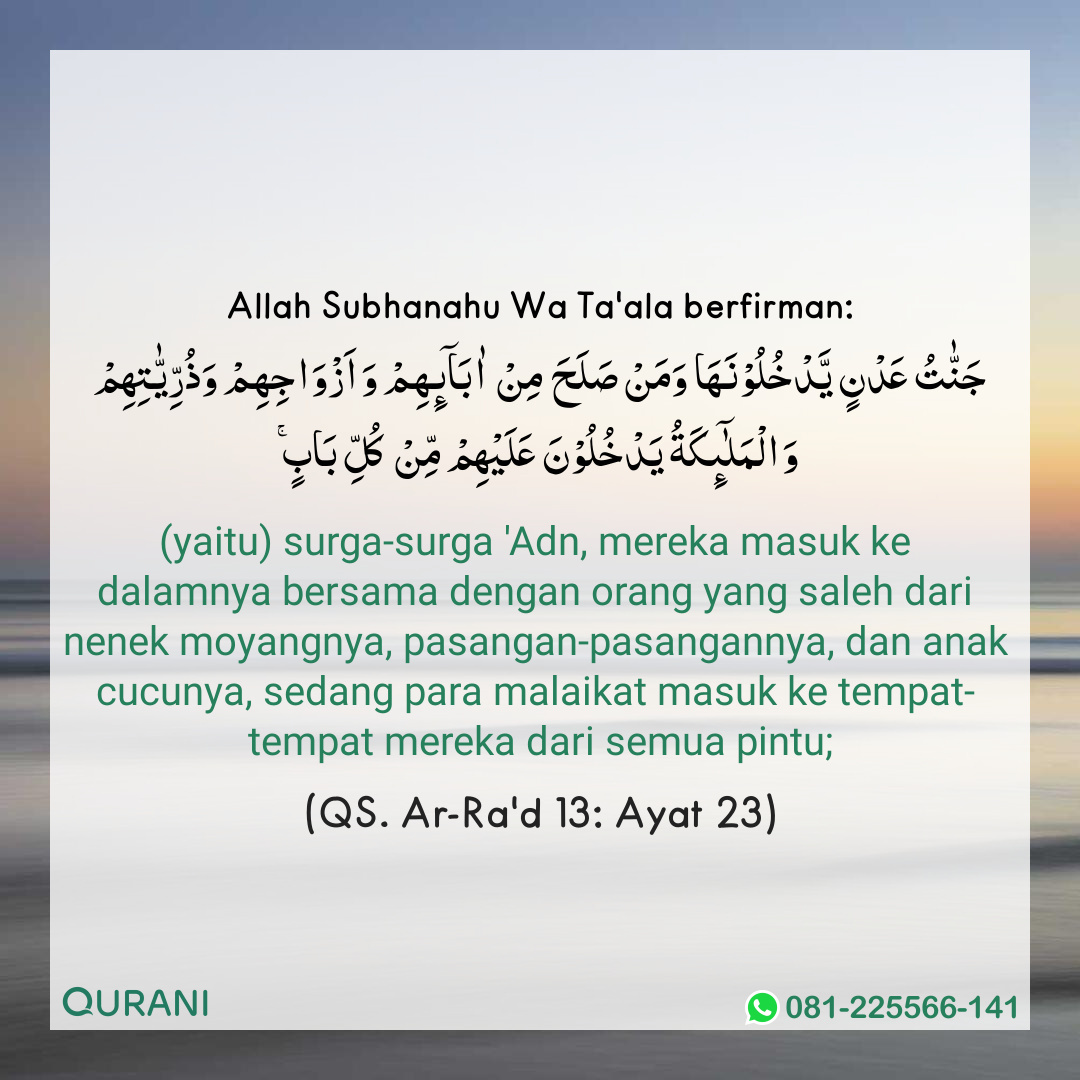 Allah Subhanahu Wa Ta'ala berfirman:
جَنّٰتُ عَدْنٍ يَّدْخُلُوْنَهَا وَمَنْ صَلَحَ مِنْ اٰبَاۤىِٕهِمْ وَاَزْوَاجِهِمْ وَذُرِّيّٰتِهِمْ
وَالْمَلٰۤىِٕكَةُ يَدْخُلُوْنَ عَلَيْهِمْ مِّنْ كُلِّ بَابٍۚ
(yaitu) surga-surga 'Adn, mereka masuk ke
dalamnya bersama dengan orang yang saleh dari
nenek moyangnya, pasangan-pasangannya, dan anak
cucunya, sedang para malaikat masuk ke tempat-
tempat mereka dari semua pintu;
(QS. Ar-Ra'd 13: Ayat 23)
QURANI
081-225566-141